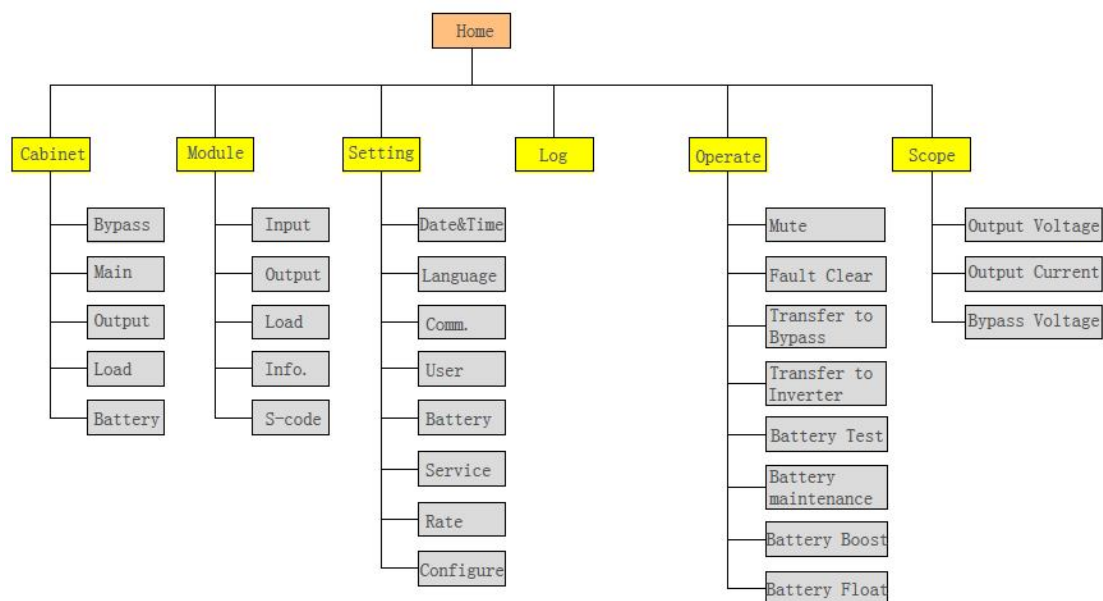 Home
Cabinet
Module
Setting
Log
Operate
Scope
Bypass
Main
Output
Load
Battery
Input
Output
Load
Info.
S-code
Date&Time
Language
Comm.
User
Battery
Service
Rate
Configure
Mute
Fault Clear
Transfer to
Bypass
Transfer to
Inverter
Battery Test
Battery
maintenance
Battery Boost
Battery Float
Output Voltage
Output Current
Bypass Voltage